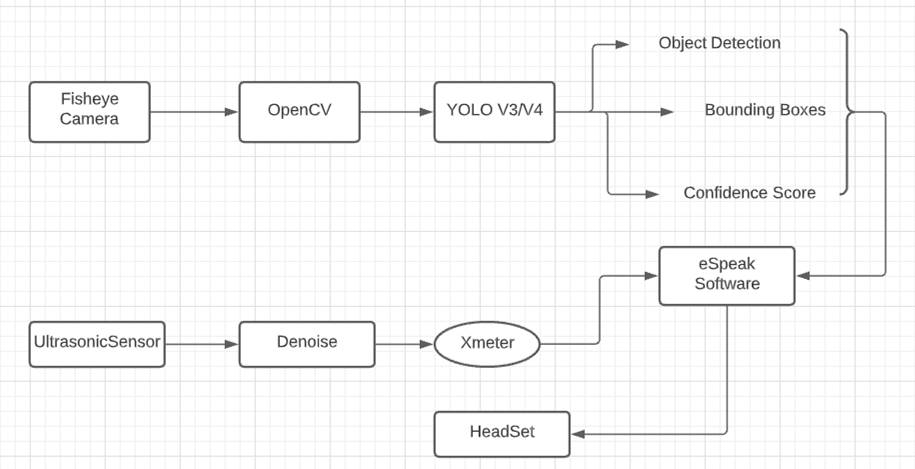 Object Detection
Fisheye
Camera
OpenCV
YOLO V3/V4
Bounding Boxes
Confidence Score
eSpeak
Software
UltrasonicSensor
Denoise
Xmeter
HeadSet